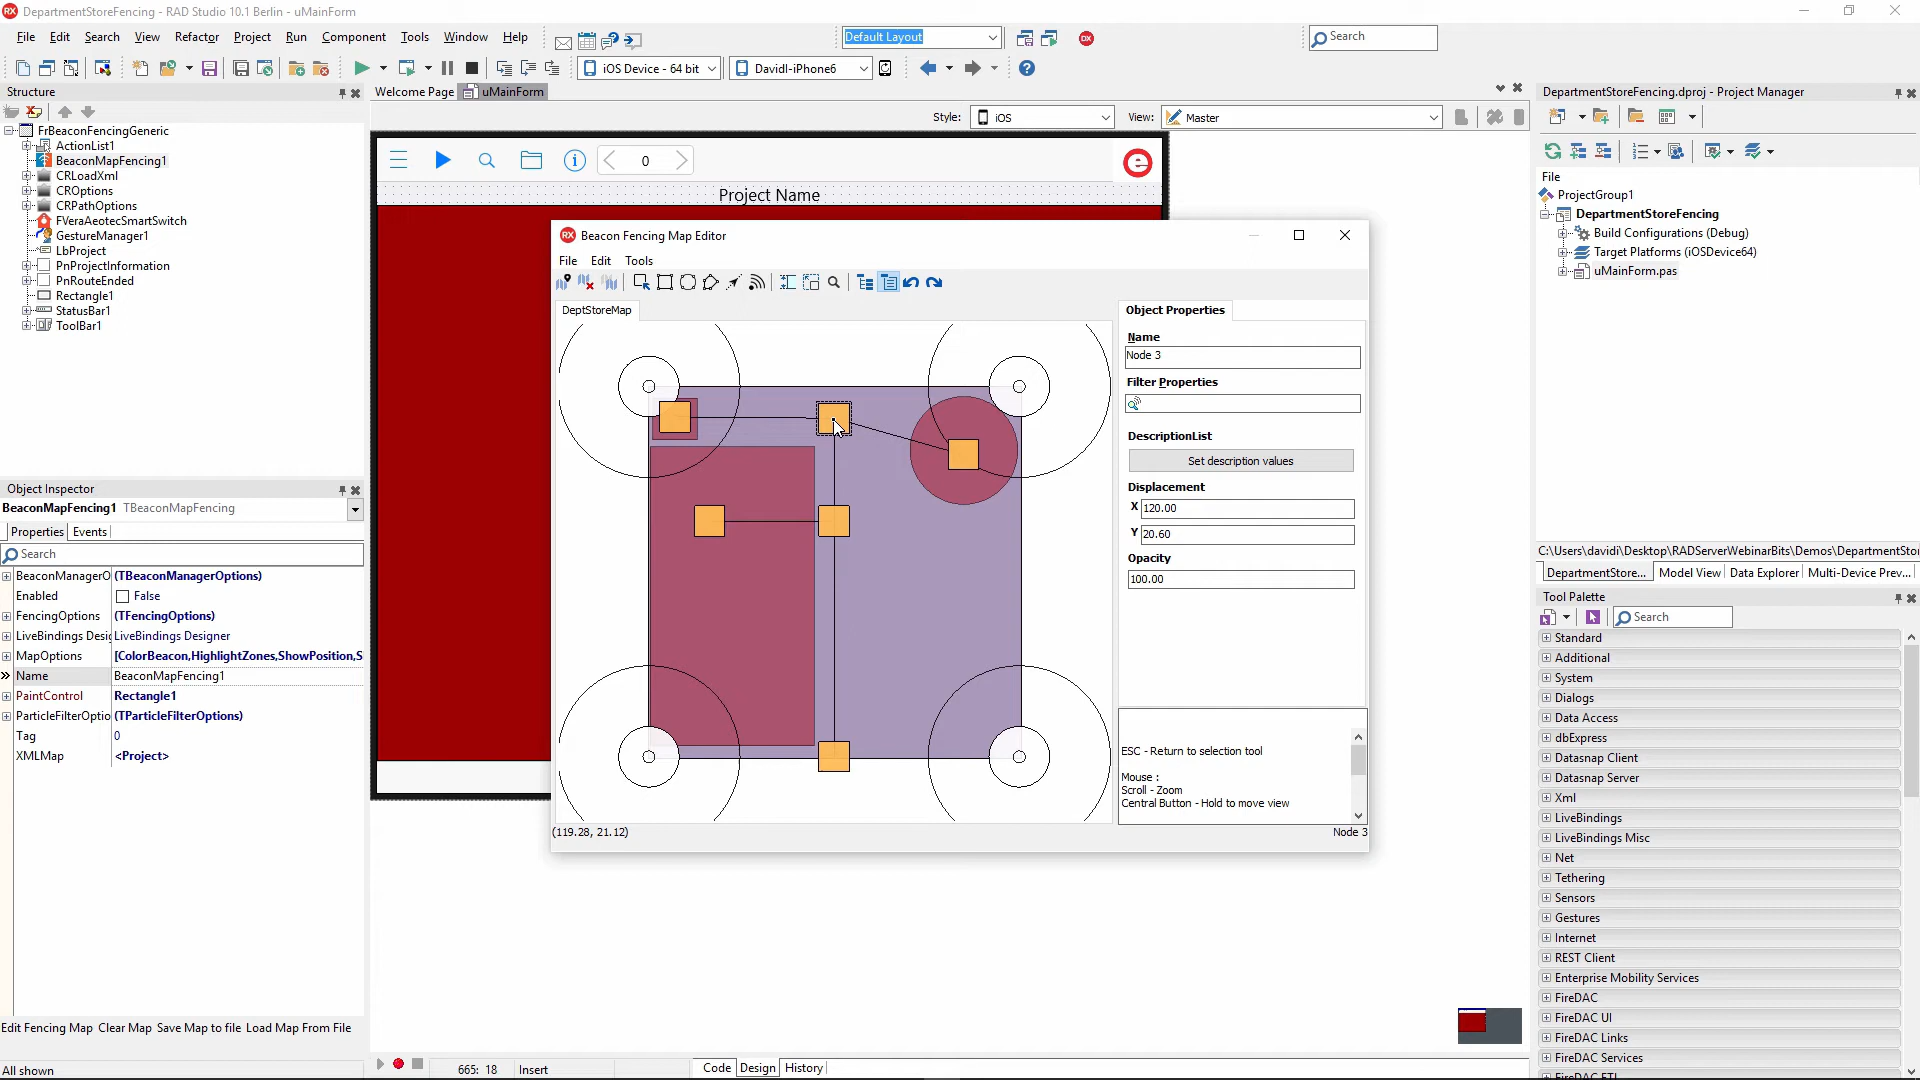 DepartmentStoreFencing - RAD Studio 10.1 Berlin - uMainForm
File Edit Search View Refactor Project Run Component Tools Window Help
Default Layout
Search
iOS Device - 64 bit
DavidI-iPhone6
Structure
FrBeaconFencingGeneric
ActionList1
BeaconMapFencing1
CRLoadXml
CROptions
CRPathOptions
FVeraAeotecSmartSwitch
GestureManager1
LbProject
PnProjectInformation
PnRouteEnded
Rectangle1
StatusBar1
ToolBar1
Object Inspector
BeaconMapFencing1 TBeaconMapFencing
Properties Events
Search
BeaconManagerO (TBeaconManagerOptions)
Enabled False
FencingOptions (TFencingOptions)
LiveBindings Desig LiveBindings Designer
MapOptions [ColorBeacon,HighlightZones,ShowPosition,S
Name BeaconMapFencing1
PaintControl Rectangle1
ParticleFilterOptio (TParticleFilterOptions)
Tag 0
XMLMap <Project>
Edit Fencing Map Clear Map Save Map to file Load Map From File
All shown
Welcome Page uMainForm
Style: iOS View: Master
0
Project Name
Beacon Fencing Map Editor
File Edit Tools
DeptStoreMap
Object Properties
Name
Node 3
Filter Properties
DescriptionList
Set description values
Displacement
X 120.00
Y 20.60
Opacity
100.00
ESC - Return to selection tool
Mouse :
Scroll - Zoom
Central Button - Hold to move view
(119.28, 21.12) Node 3
665: 18 Insert Code Design History
DepartmentStoreFencing.dproj - Project Manager
File
ProjectGroup1
DepartmentStoreFencing
Build Configurations (Debug)
Target Platforms (iOSDevice64)
uMainForm.pas
C:\Users\davidi\Desktop\RADServerWebinarBits\Demos\DepartmentSto
DepartmentStore... Model View Data Explorer Multi-Device Prev...
Tool Palette
Search
Standard
Additional
System
Dialogs
Data Access
dbExpress
Datasnap Client
Datasnap Server
Xml
LiveBindings
LiveBindings Misc
Net
Tethering
Sensors
Gestures
Internet
REST Client
Enterprise Mobility Services
FireDAC
FireDAC UI
FireDAC Links
FireDAC Services